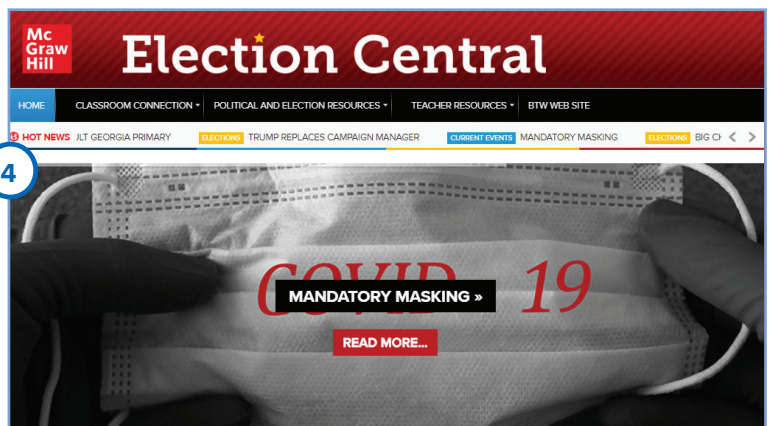 Mc
Graw
Hill
Election Central
HOME CLASSROOM CONNECTION POLITICAL AND ELECTION RESOURCES TEACHER RESOURCES BTW WEB SITE
HOT NEWS GEORGIA PRIMARY ELECTIONS TRUMP REPLACES CAMPAIGN MANAGER CURRENT EVENTS MANDATORY MASKING ELECTIONS BIG
4
COVID 19
MANDATORY MASKING »
READ MORE...